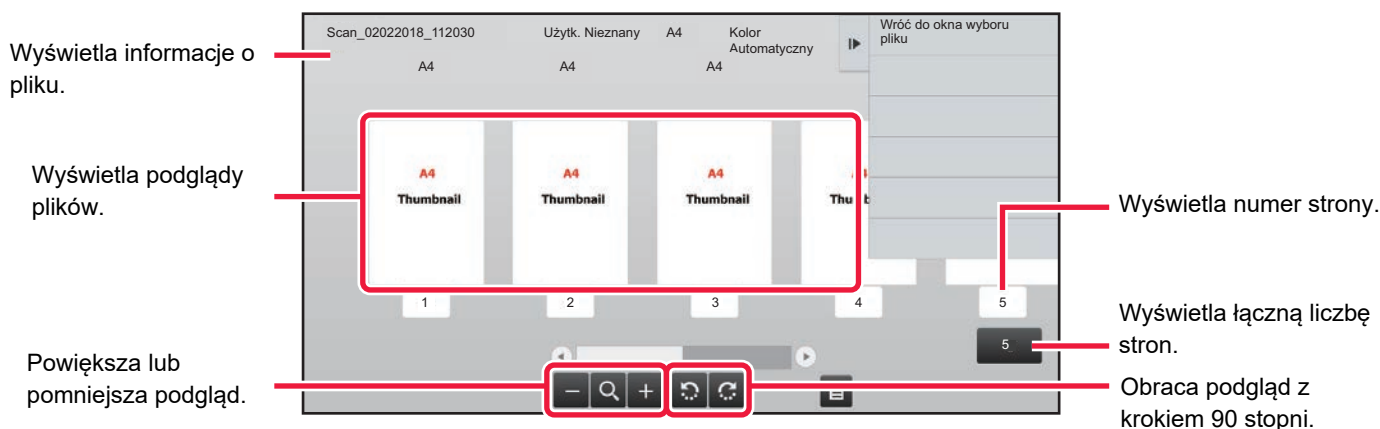 Wyświetla informacje o
pliku.
Scan_02022018_112030 Użytk. Nieznany A4 Kolor
Automatyczny
Wróć do okna wyboru
pliku
A4 A4 A4
Wyświetla podglądy
plików.
A4 A4 A4 A4
Thumbnail Thumbnail Thumbnail Thu b
Wyświetla numer strony.
1 2 3 4 5
Wyświetla łączną liczbę
stron.
5
Powiększa lub
pomniejsza podgląd.
Obraca podgląd z
krokiem 90 stopni.